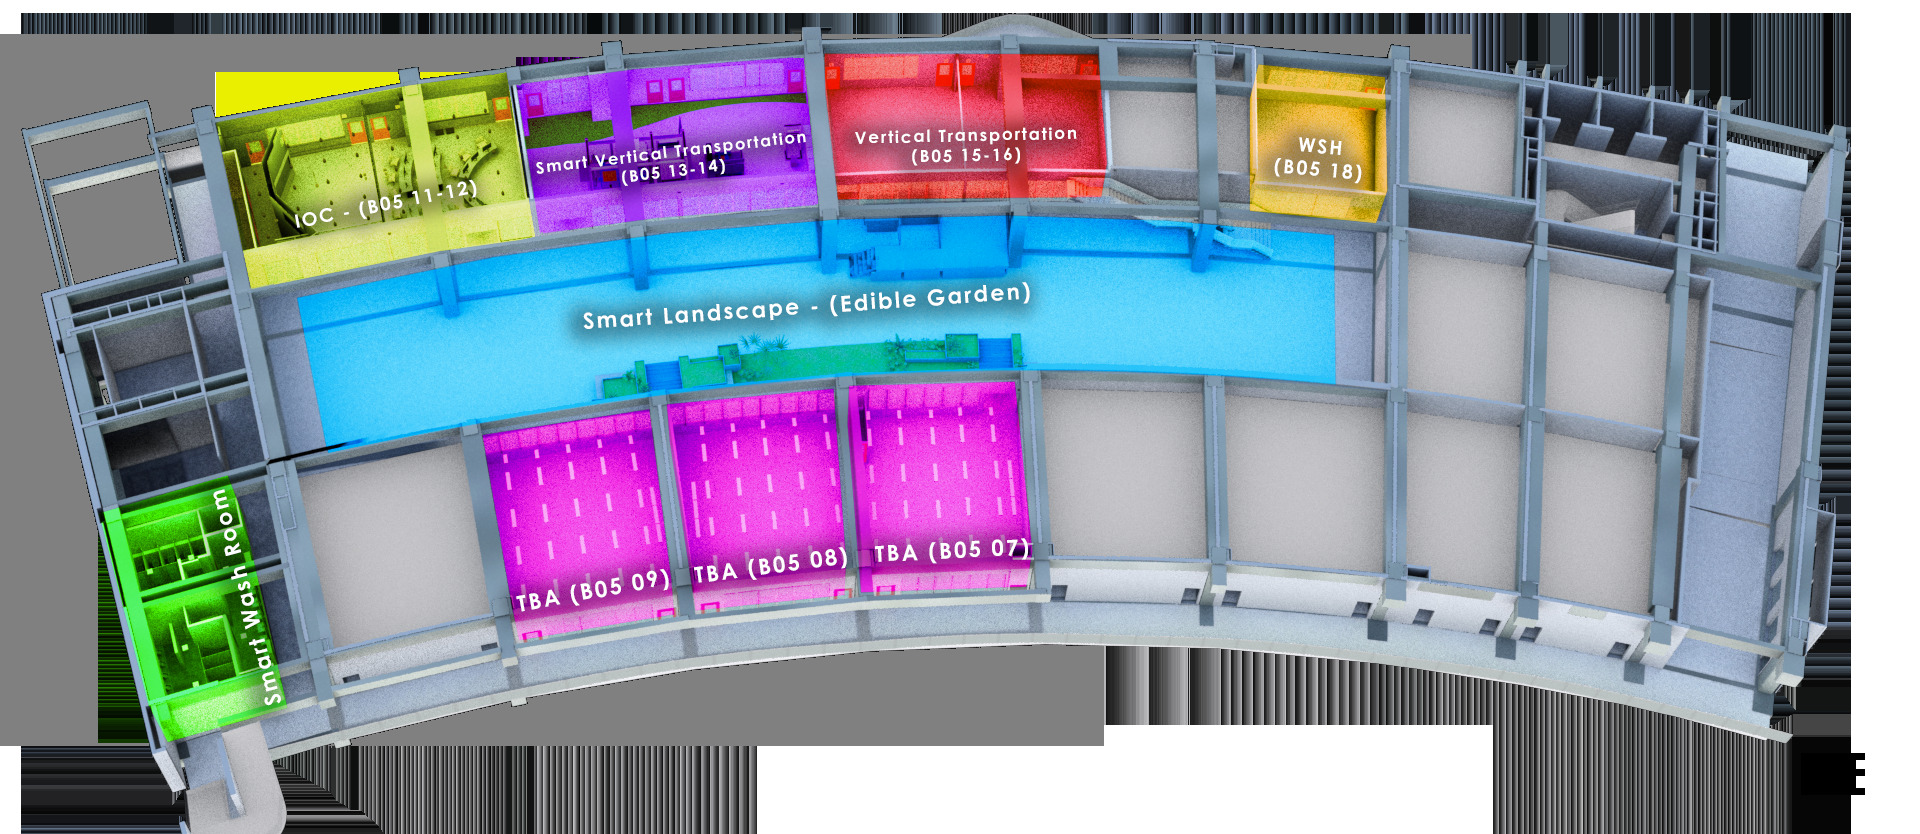 IOC - (B05 11-12)
Smart Vertical Transportation
(B05 13-14)
Vertical Transportation
(B05 15-16)
WSH
(B05 18)
Smart Landscape - (Edible Garden)
TBA (B05 09)
TBA (B05 08)
TBA (B05 07)
Smart Wash Room
E